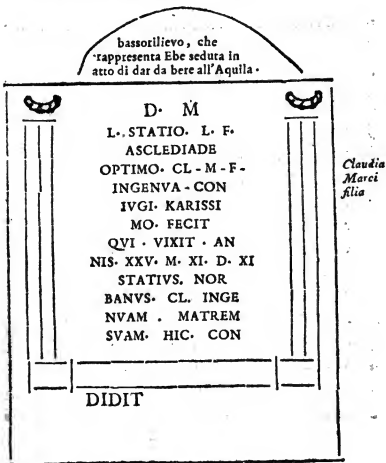 bassorilievo, che
rappresenta Ebe seduta in
atto di dar da bere all'Aquila.
D. M
L. STATIO. L. F.
ASCLEDIADE
OPTIMO. CL-M-F-
INGENVA-CON
IVGI. KARISSI
MO. FECIT
QVI . VIXIT . AN
NIS. XXV. M. XI. D. XI
STATIVS. NOR
BANVS. CL. INGE
NVAM . MATREM
SVAM. HIC. CON
DIDIT
Claudia
Marci
filia